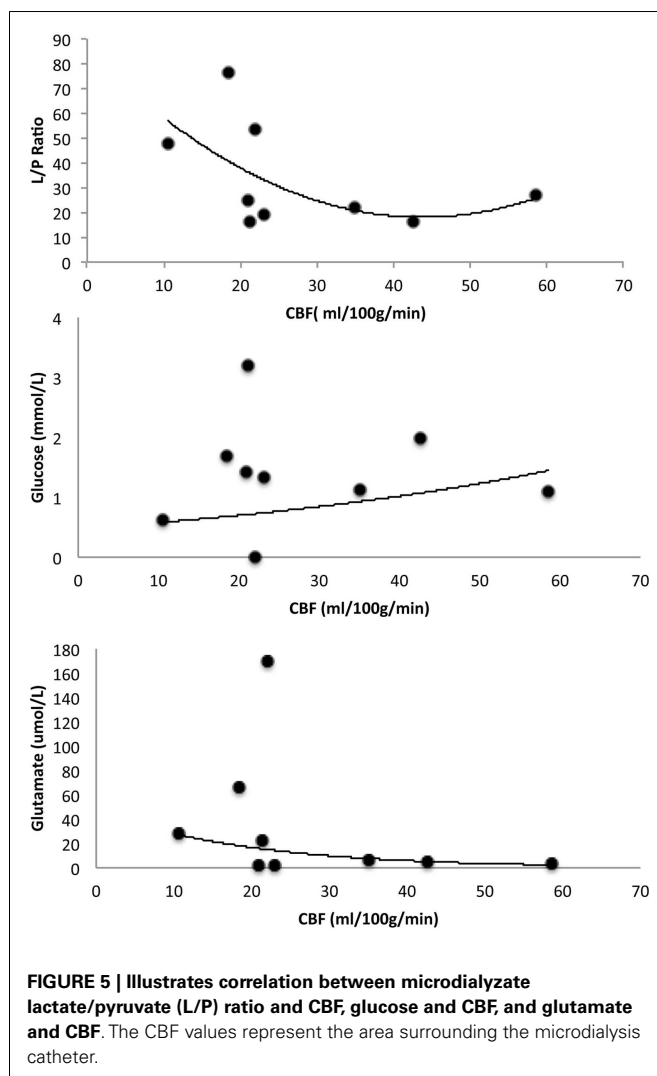 90
80
70
60
50
40
30
20
10
0
L/P Ratio
0 10 20 30 40 50 60 70
CBF( ml/100g/min)
4
3
2
1
0
Glucose (mmol/L)
0 10 20 30 40 50 60 70
CBF (ml/100g/min)
180
160
140
120
100
80
60
40
20
0
Glutamate (umol/L)
0 10 20 30 40 50 60 70
CBF (ml/100g/min)
FIGURE 5 | Illustrates correlation between microdialyzate
lactate/pyruvate (L/P) ratio and CBF, glucose and CBF, and glutamate
and CBF. The CBF values represent the area surrounding the microdialysis
catheter.